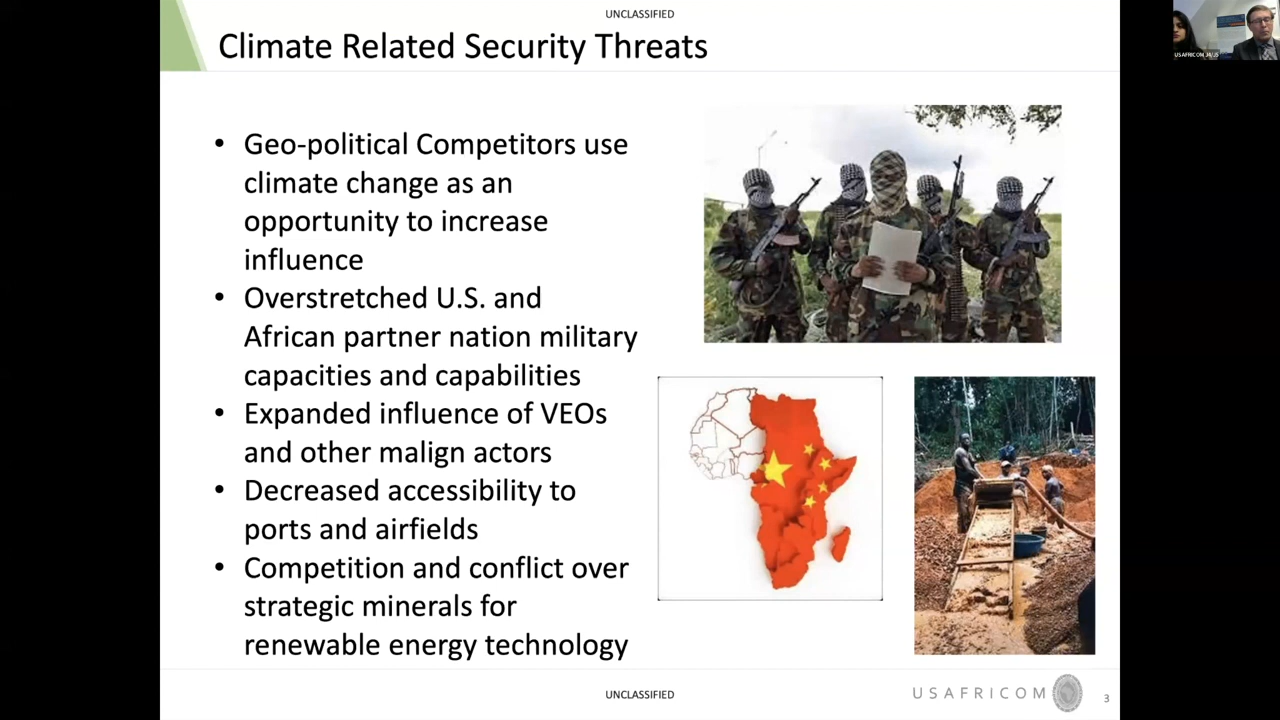 UNCLASSIFIED
Climate Related Security Threats
• Geo-political Competitors use
climate change as an
opportunity to increase
influence
• Overstretched U.S. and
African partner nation military
capacities and capabilities
• Expanded influence of VEOs
and other malign actors
• Decreased accessibility to
ports and airfields
• Competition and conflict over
strategic minerals for
renewable energy technology
UNCLASSIFIED
USAFRICOM
3